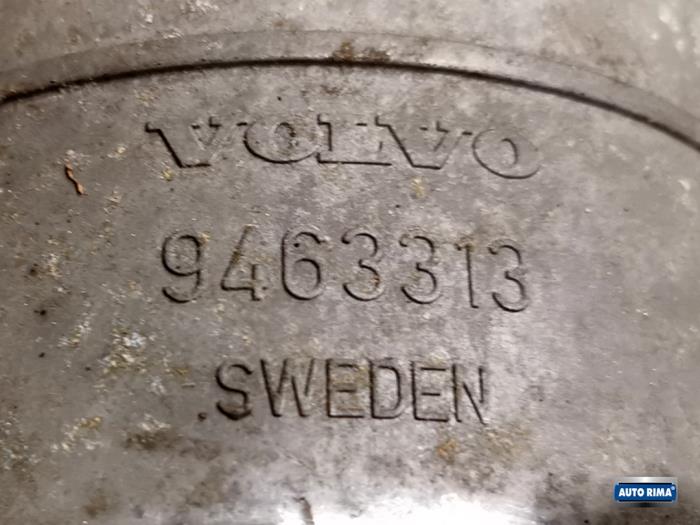 VOLVO
9463313
SWEDEN
AUTO RIMA